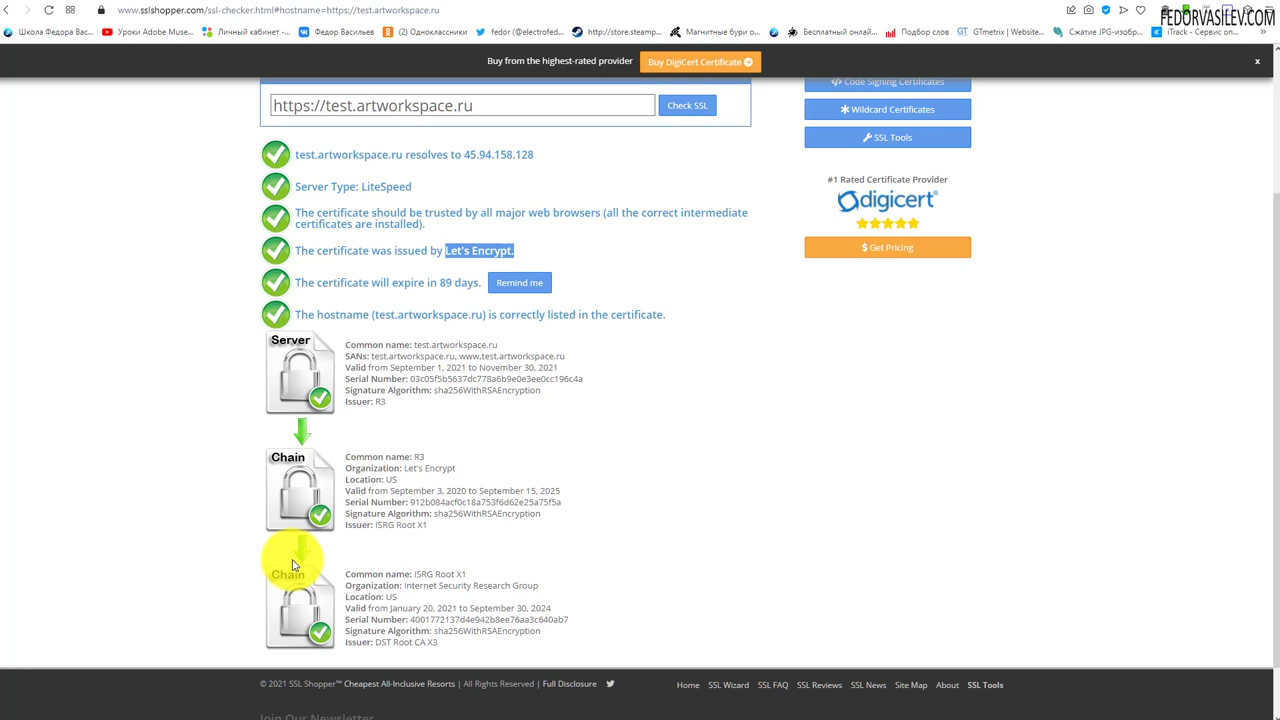 www.sslshopper.com/ssl-checker.html#hostname=https://test.artworkspace.ru
FEDORVASILEV.COM
Школа Федора Вас...
Уроки Adobe Muse...
Личный кабинет -...
Федор Васильев
(2) Одноклассники
fedor (@electrofed...
http://store.steamp...
Магнитные бури о...
Бесплатный онлай...
Подбор слов
GTmetrix | Website...
Сжатие JPG-изобр...
iTrack - Сервис оп...
Buy from the highest-rated provider
Buy DigiCert Certificate
x
Code Signing Certificates
https://test.artworkspace.ru
Check SSL
Wildcard Certificates
SSL Tools
test.artworkspace.ru resolves to 45.94.158.128
Server Type: LiteSpeed
The certificate should be trusted by all major web browsers (all the correct intermediate
certificates are installed).
The certificate was issued by Let's Encrypt.
The certificate will expire in 89 days.
Remind me
The hostname (test.artworkspace.ru) is correctly listed in the certificate.
#1 Rated Certificate Provider
digicert
$ Get Pricing
Server
Common name: test.artworkspace.ru
SANs: test.artworkspace.ru, www.test.artworkspace.ru
Valid from September 1, 2021 to November 30, 2021
Serial Number: 03c05f5b5637dc778a6b9e0e3ee0cc196c4a
Signature Algorithm: sha256WithRSAEncryption
Issuer: R3
Chain
Common name: R3
Organization: Let's Encrypt
Location: US
Valid from September 3, 2020 to September 15, 2025
Serial Number: 912b084acf0c18a753f6d62e25a75f5a
Signature Algorithm: sha256WithRSAEncryption
Issuer: ISRG Root X1
Chain
Common name: ISRG Root X1
Organization: Internet Security Research Group
Location: US
Valid from January 20, 2021 to September 30, 2024
Serial Number: 4001772137d4e942b8ee76aa3c640ab7
Signature Algorithm: sha256WithRSAEncryption
Issuer: DST Root CA X3
© 2021 SSL Shopper™ Cheapest All-Inclusive Resorts | All Rights Reserved | Full Disclosure
Home
SSL Wizard
SSL FAQ
SSL Reviews
SSL News
Site Map
About
SSL Tools
Join Our Newsletter